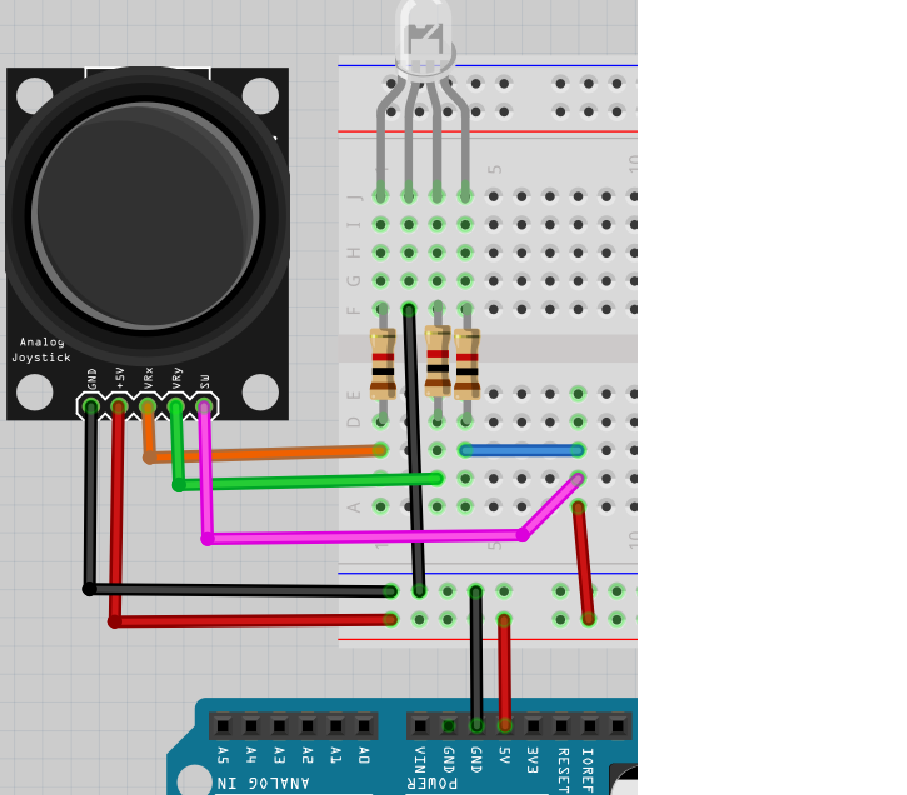 Analog
Joystick
GND
+5V
VRx
VRy
SW
1
5
10
J
I
H
G
F
E
D
A
1
5
10
A5
A4
A3
A2
A1
A0
VIN
GND
GND
5V
3V3
RESET
IOREF
ANALOG IN
POWER